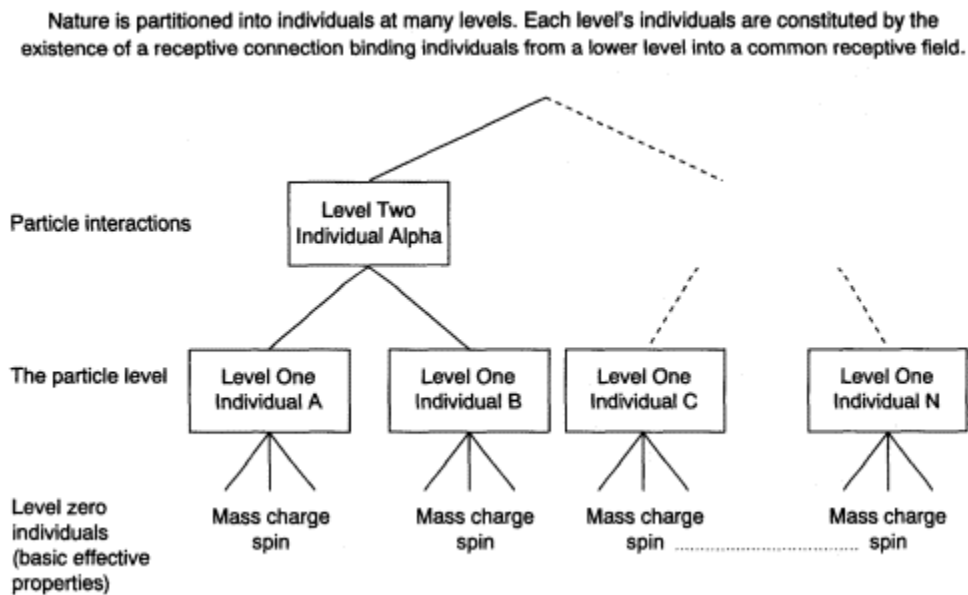 Nature is partitioned into individuals at many levels. Each level's individuals are constituted by the
existence of a receptive connection binding individuals from a lower level into a common receptive field.
Particle interactions
Level Two
Individual Alpha
The particle level
Level One
Individual A
Level One
Individual B
Level One
Individual C
Level One
Individual N
Level zero
individuals
(basic effective
properties)
Mass charge
spin
Mass charge
spin
Mass charge
spin
Mass charge
spin